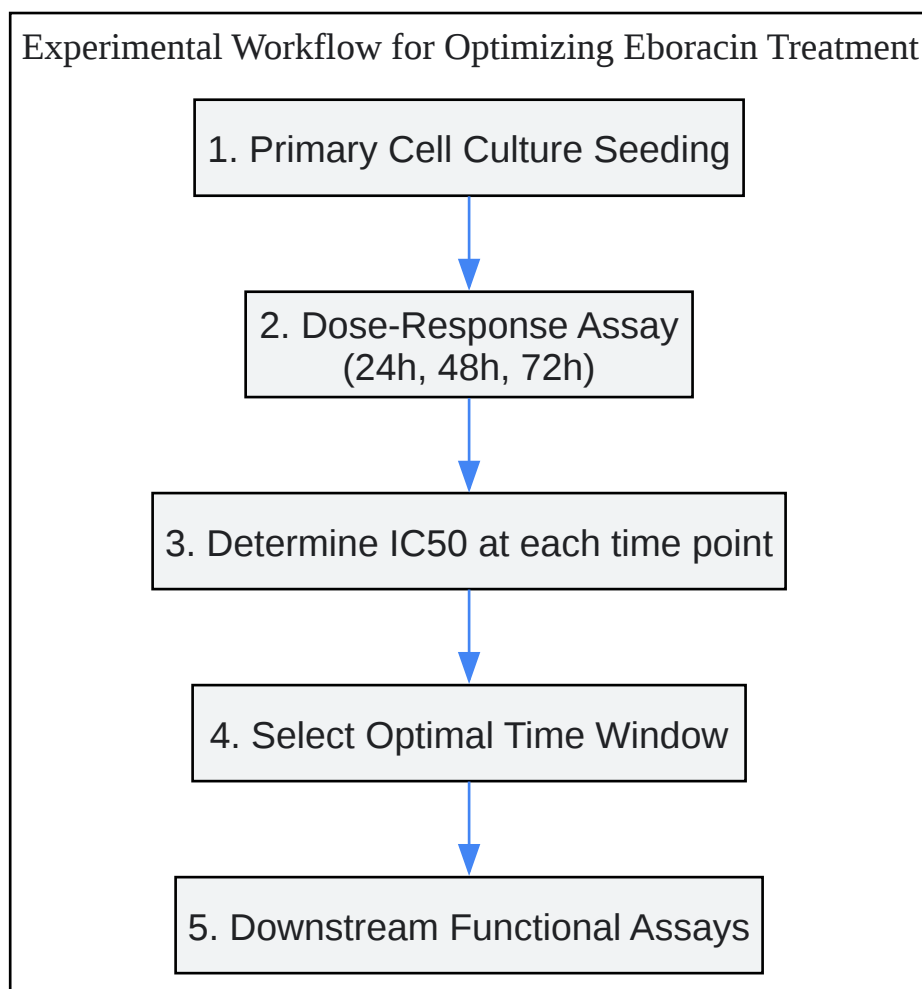 Experimental Workflow for Optimizing Eboracin Treatment
1. Primary Cell Culture Seeding
2. Dose-Response Assay
(24h, 48h, 72h)
3. Determine IC50 at each time point
4. Select Optimal Time Window
5. Downstream Functional Assays